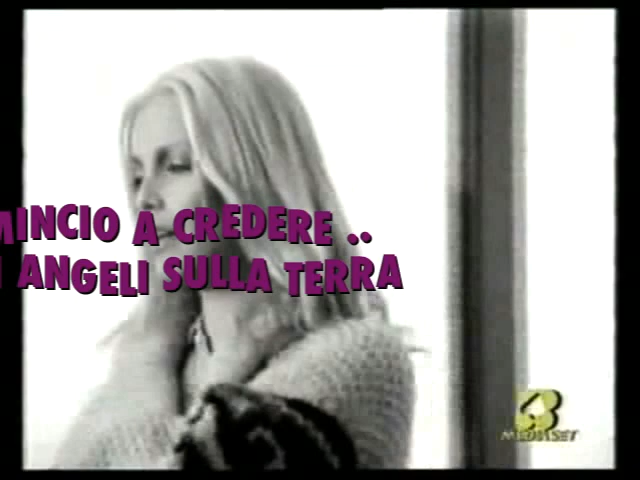 MINCIO A CREDERE ..
I ANGELI SULLA TERRA
MEDIASET